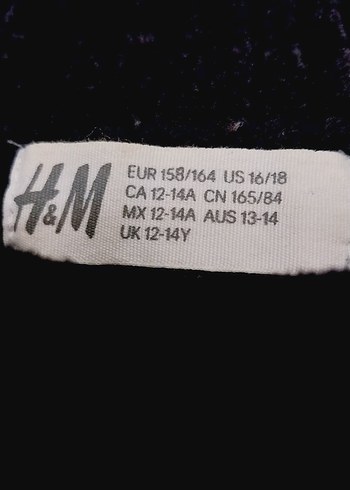 H&M
EUR 158/164 US 16/18
CA 12-14A CN 165/84
MX 12-14A AUS 13-14
UK 12-14Y